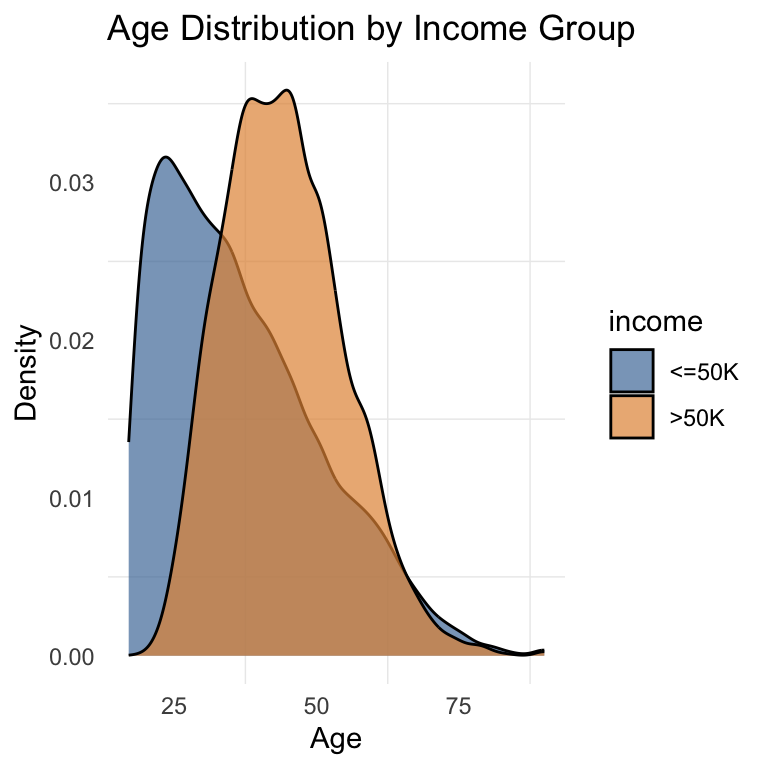 Age Distribution by Income Group
Density
0.03
0.02
0.01
0.00
25 50 75
Age
income
<=50K
>50K